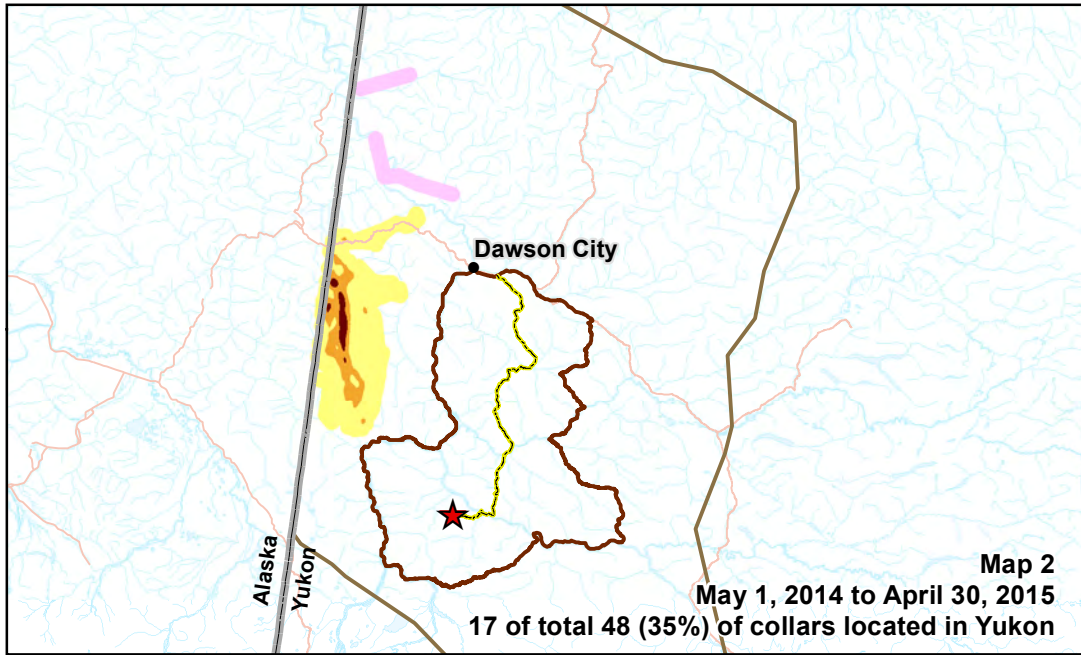 Dawson City
Alaska
Yukon
Map 2
May 1, 2014 to April 30, 2015
17 of total 48 (35%) of collars located in Yukon